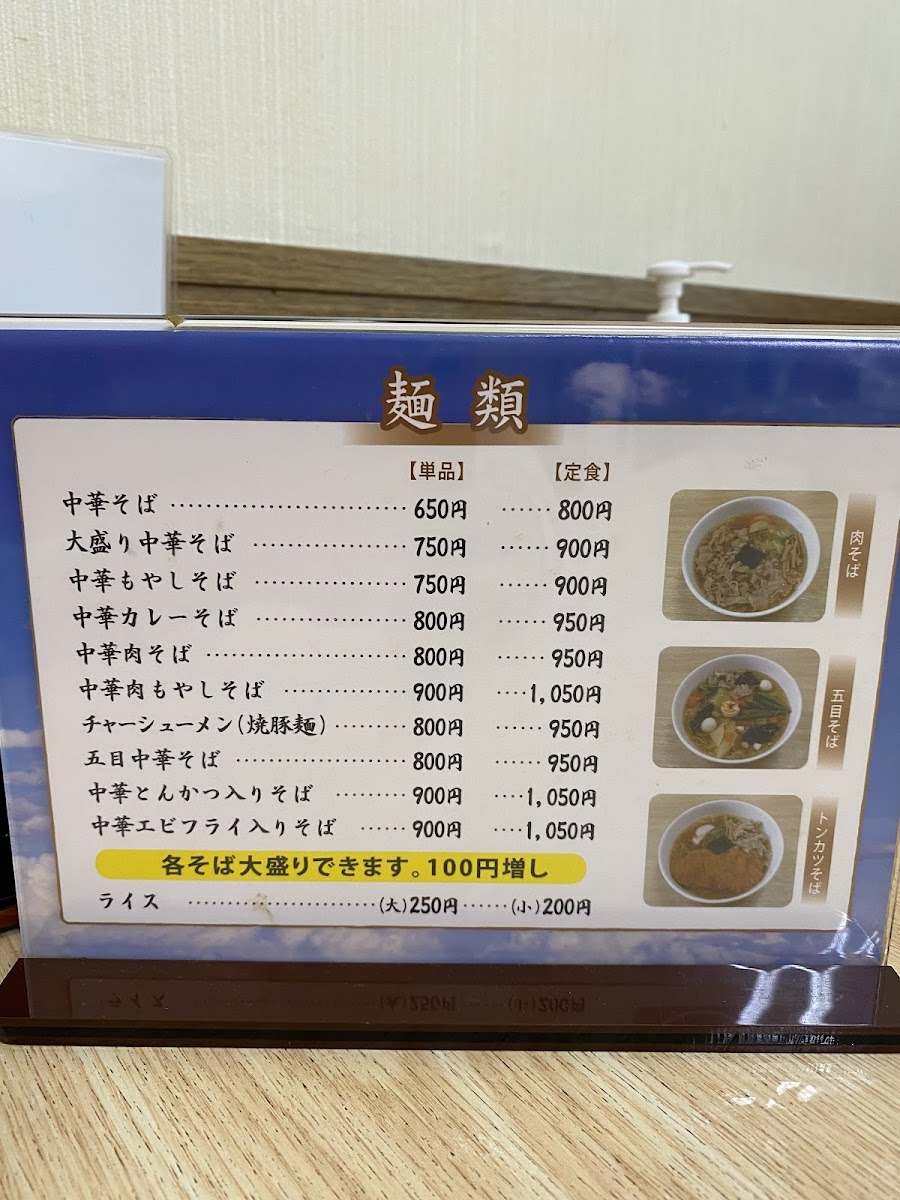 麺類
【単品】 【定食】
中華そば ························ 650円 ······ 800円
大盛り中華そば ·················· 750円 ······ 900円
中華もやしそば ·················· 750円 ······ 900円
中華カレーそば ·················· 800円 ······ 950円
中華肉そば ························ 800円 ······ 950円
中華肉もやしそば ·············· 900円 ····1,050円
チャーシューメン(焼豚麺) ········· 800円 ······ 950円
五目中華そば ···················· 800円 ······ 950円
中華とんかつ入りそば ········· 900円 ····1,050円
中華エビフライ入りそば ······ 900円 ····1,050円
各そば大盛りできます。100円増し
ライス ························(大)250円······(小)200円
肉そば
五目そば
トンカツそば